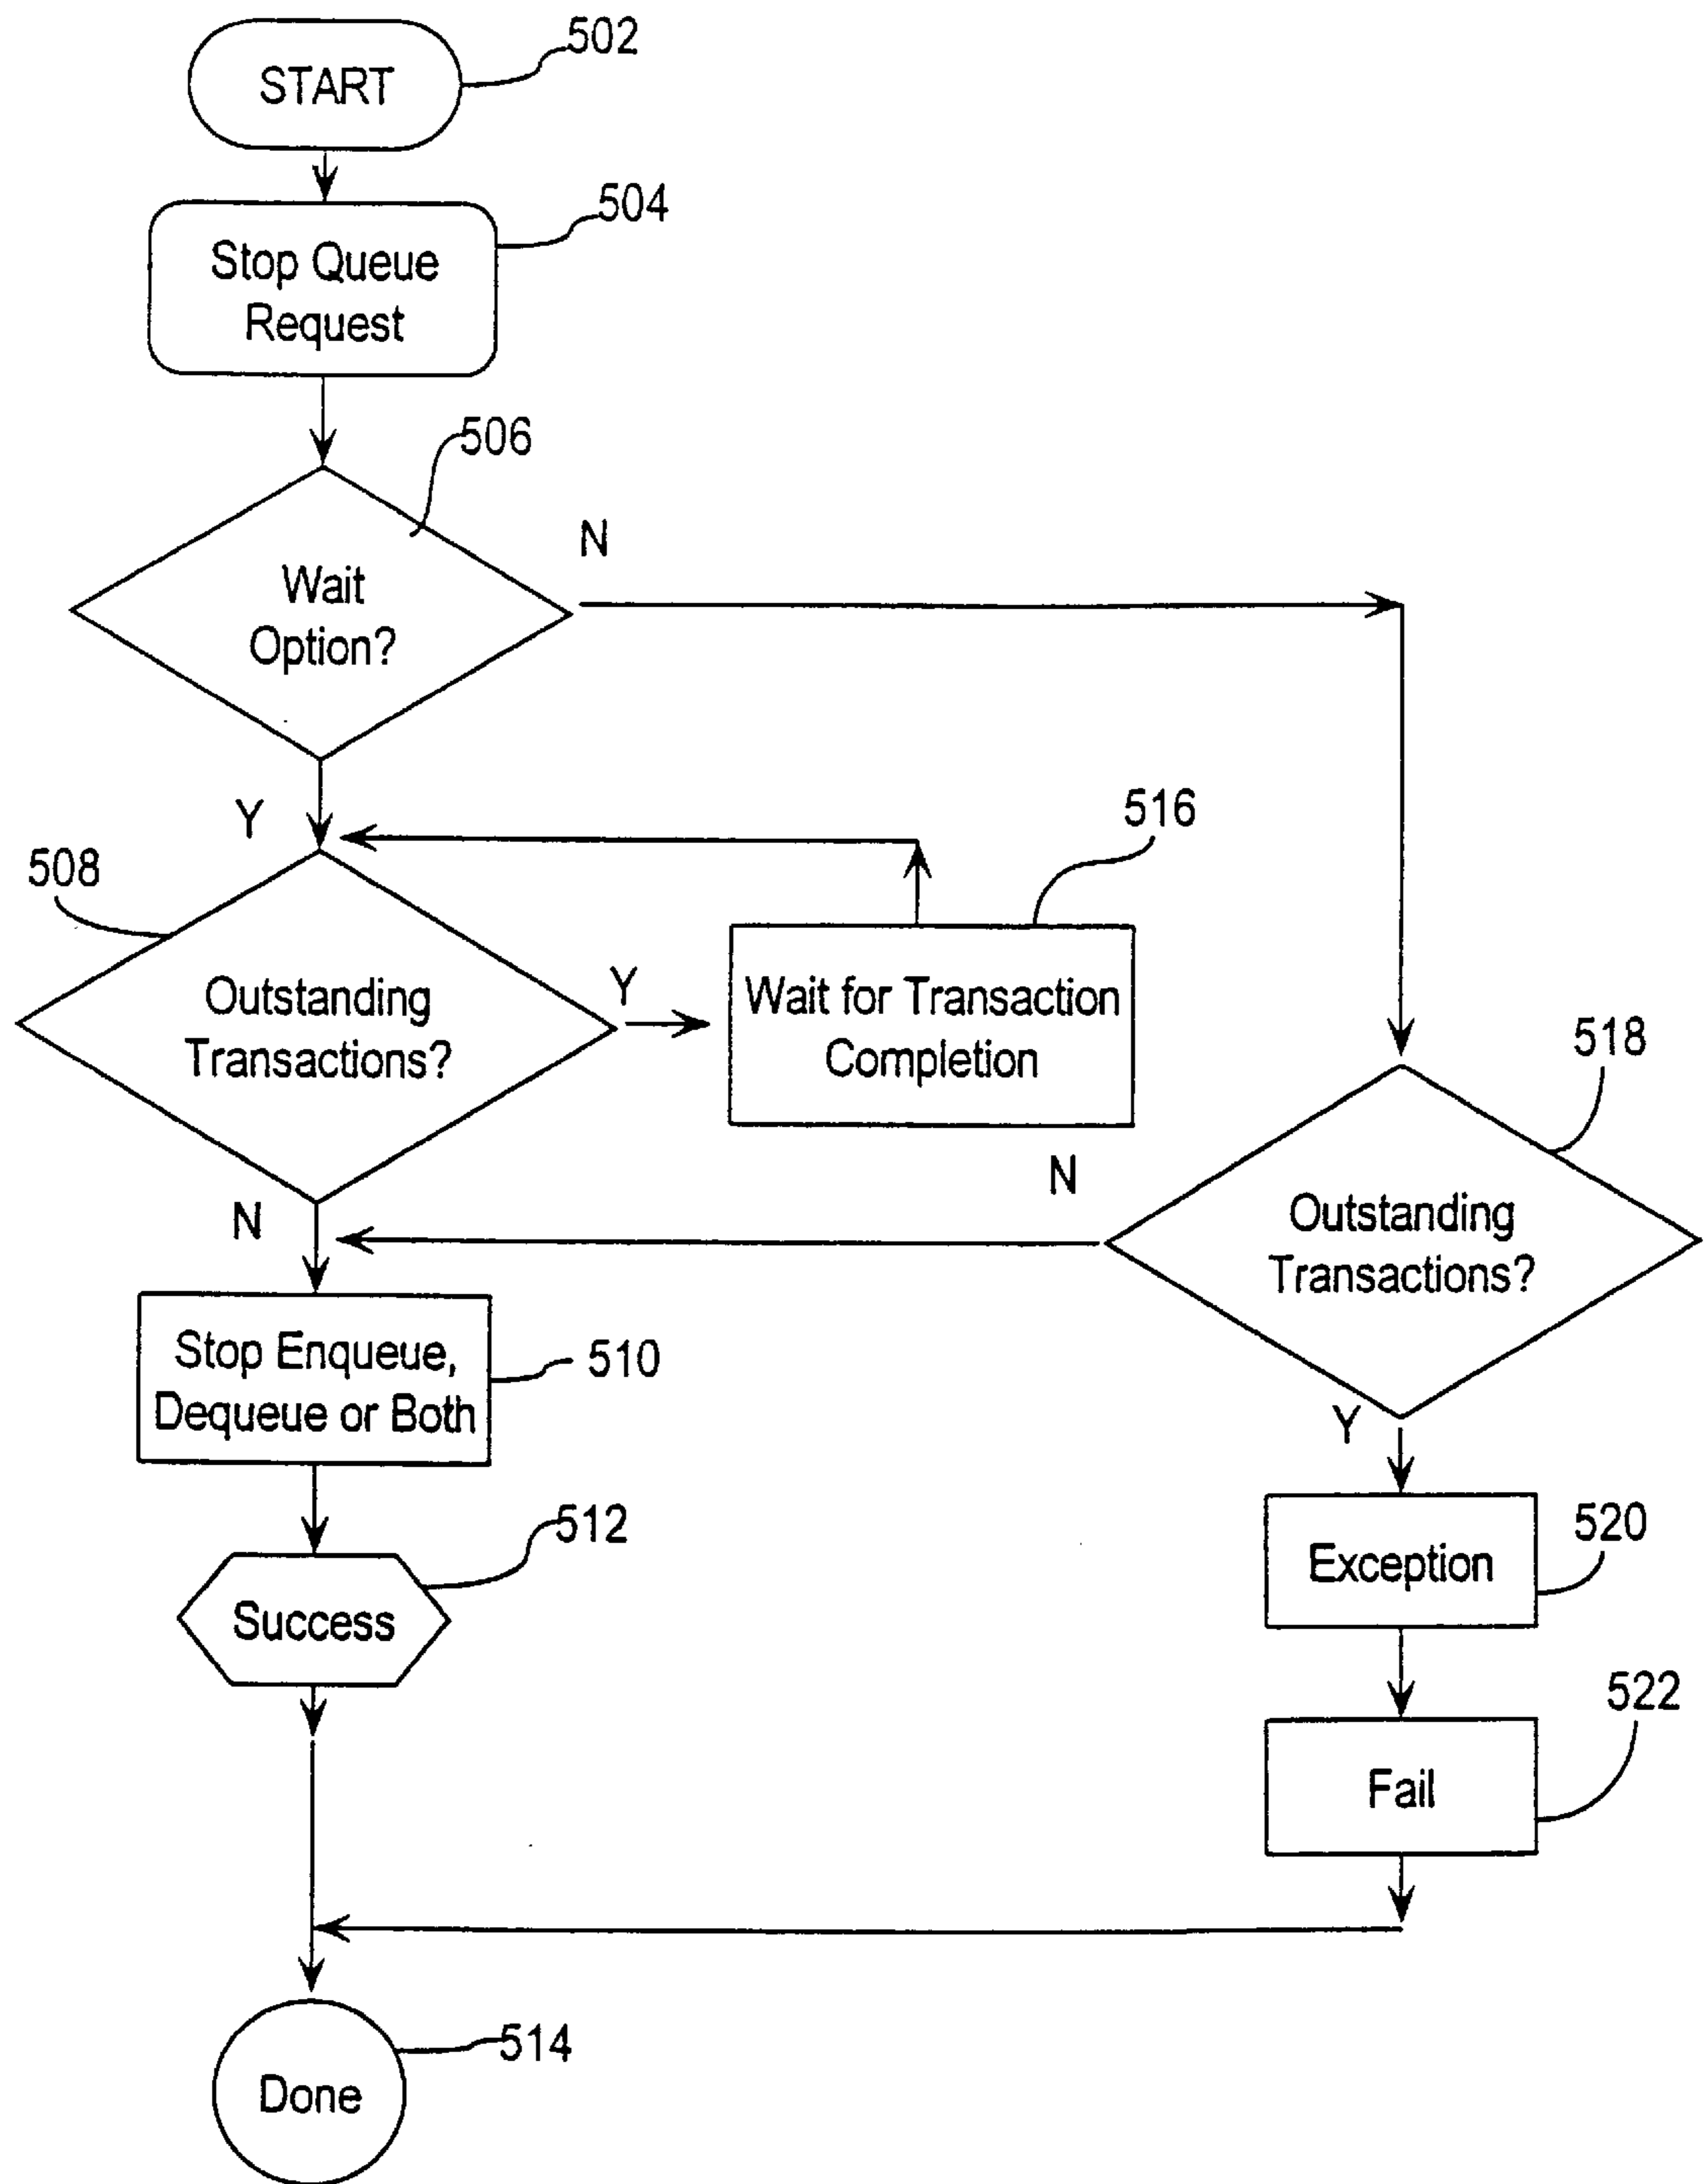 START
502
Stop Queue
Request
504
506
Wait
Option?
N
Y
508
Outstanding
Transactions?
Y
516
Wait for Transaction
Completion
518
Outstanding
Transactions?
N
N
Y
Stop Enqueue,
Dequeue or Both
510
Exception
520
Success
512
Fail
522
Done
514